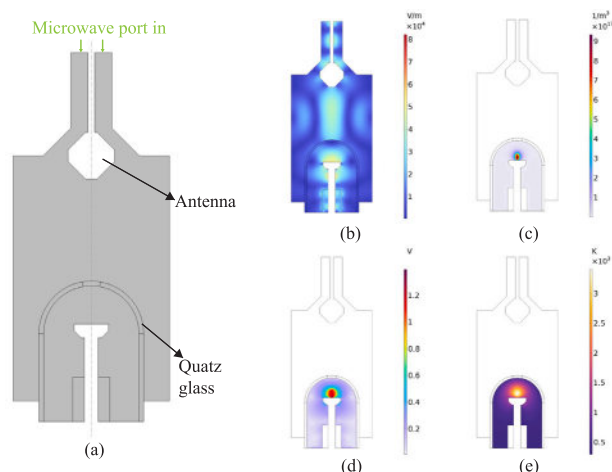 Microwave port in
Antenna
Quatz
glass
(a)
V/m
×10⁴
8
7
6
5
4
3
2
1
(b)
1/m³
9
8
7
6
5
4
3
2
1
(c)
V
1.2
1
0.8
0.6
0.4
0.2
(d)
K
×10³
3
2.5
2
1.5
1
0.5
(e)